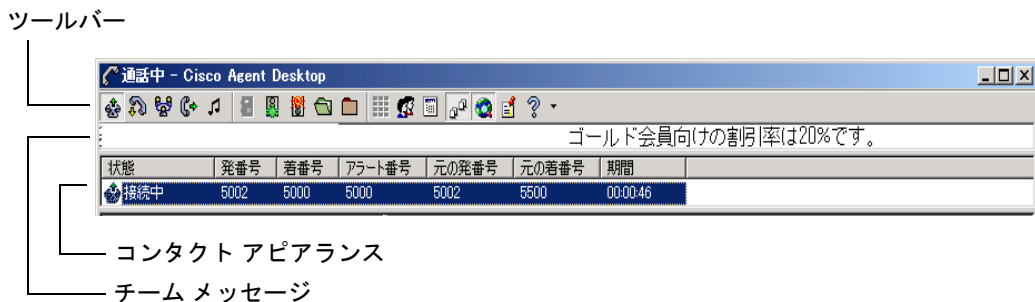 ツールバー
通話中 - Cisco Agent Desktop
ゴールド会員向けの割引率は20%です。
状態 発番号 着番号 アラート番号 元の発番号 元の着番号 期間
接続中 5002 5000 5000 5002 5500 00:00:46
コンタクト アピアランス
チーム メッセージ